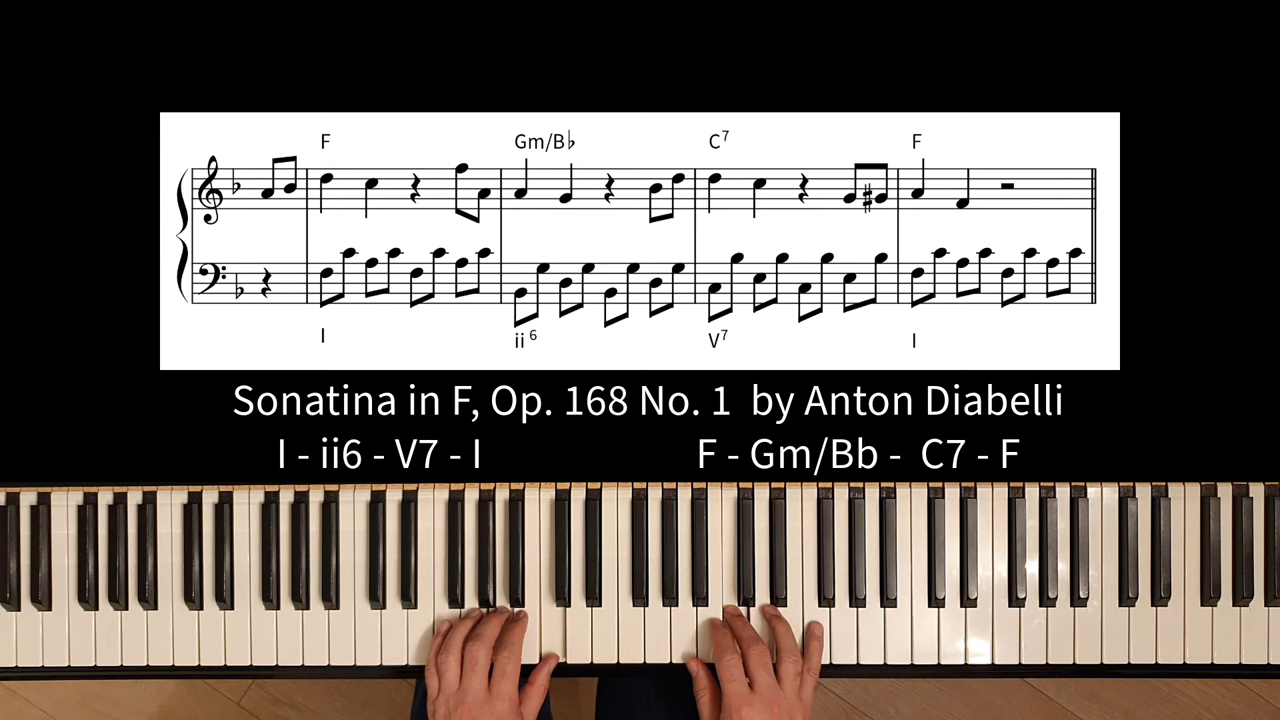 F Gm/B♭ C7 F
I ii6 V7 I
Sonatina in F, Op. 168 No. 1 by Anton Diabelli
I - ii6 - V7 - I F - Gm/Bb - C7 - F